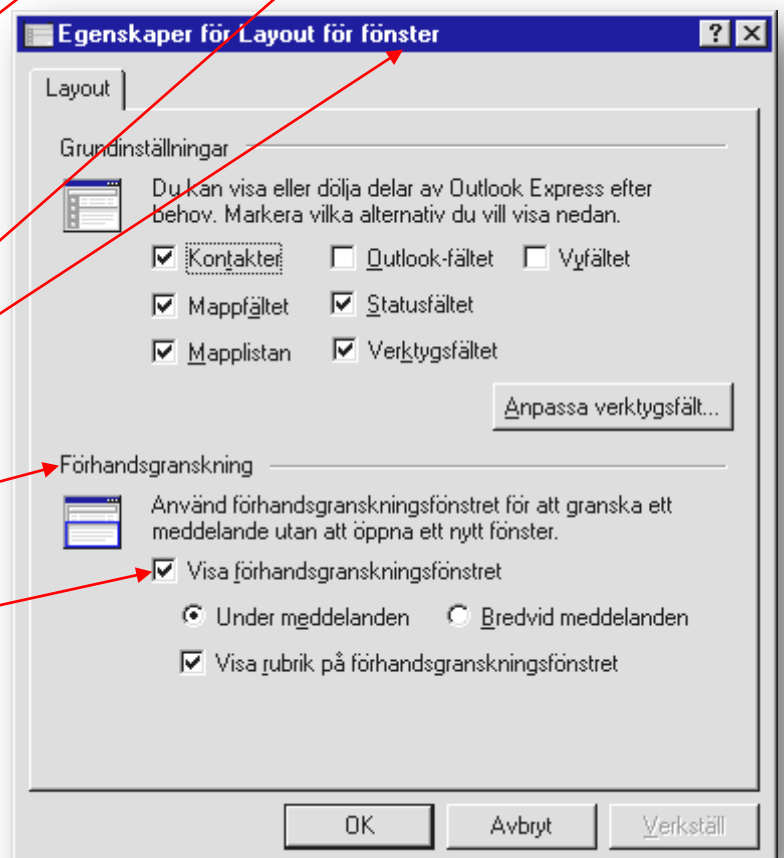 Egenskaper för Layout för fönster
Layout
Grundinställningar
Du kan visa eller dölja delar av Outlook Express efter
behov. Markera vilka alternativ du vill visa nedan.
Kontakter Outlook-fältet Vyfältet
Mappfältet Statusfältet
Mapplistan Verktygsfältet
Anpassa verktygsfält...
Förhandsgranskning
Använd förhandsgranskningsfönstret för att granska ett
meddelande utan att öppna ett nytt fönster.
Visa förhandsgranskningsfönstret
Under meddelanden Bredvid meddelanden
Visa rubrik på förhandsgranskningsfönstret
OK Avbryt Verkställ